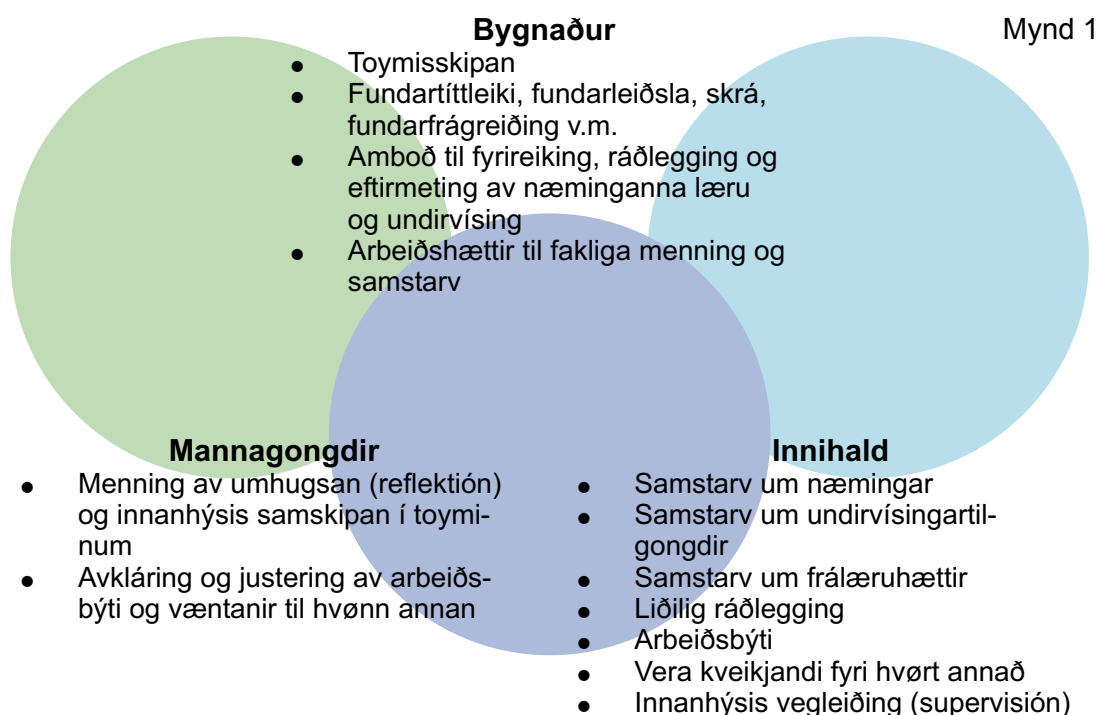 Bygnaður
Mynd 1
• Toymisskipan
• Fundartíttleiki, fundarleiðsla, skrá,
fundarfrágreiðing v.m.
• Amboð til fyrireiking, ráðlegging og
eftirmeting av næminganna læru
og undirvísing
• Arbeiðshættir til fakliga menning og
samstarv
Mannagongdir
• Menning av umhugsan (reflektión)
og innanhýsis samskipan í toymi-
num
• Avkláring og justering av arbeiðs-
býti og væntanir til hvønn annan
Innihald
• Samstarv um næmingar
• Samstarv um undirvísingartil-
gongdir
• Samstarv um frálæruhættir
• Liðilig ráðlegging
• Arbeiðsbýti
• Vera kveikjandi fyri hvørt annað
• Innanhýsis vegleiðing (supervisión)